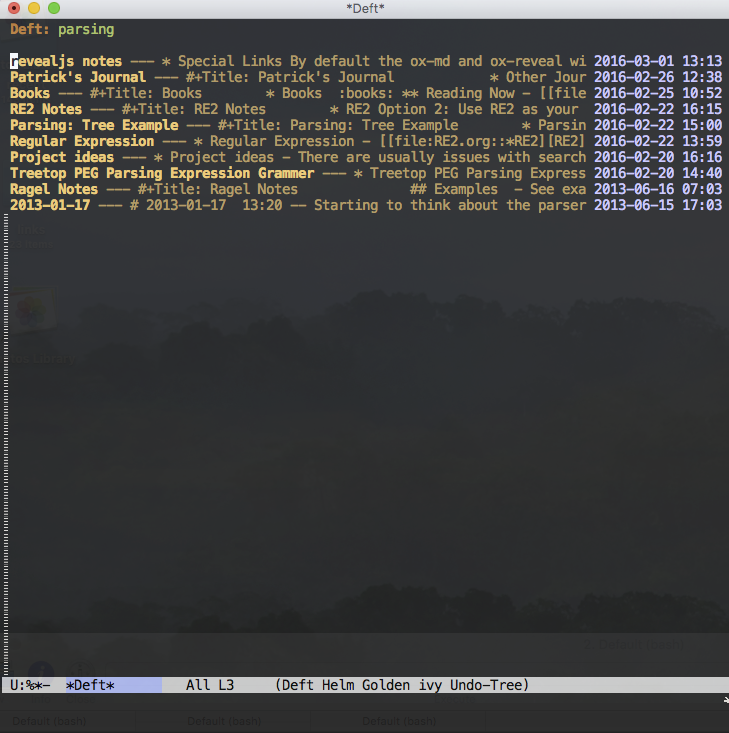 *Deft*
Deft: parsing
revealjs notes --- * Special Links By default the ox-md and ox-reveal wi 2016-03-01 13:13
Patrick's Journal --- #+Title: Patrick's Journal * Other Jour 2016-02-26 12:38
Books --- #+Title: Books * Books :books: ** Reading Now - [[file 2016-02-25 10:52
RE2 Notes --- #+Title: RE2 Notes * RE2 Option 2: Use RE2 as your 2016-02-22 16:15
Parsing: Tree Example --- #+Title: Parsing: Tree Example * Parsin 2016-02-22 15:00
Regular Expression --- * Regular Expression - [[file:RE2.org::*RE2][RE2] 2016-02-22 13:59
Project ideas --- * Project ideas - There are usually issues with search 2016-02-20 16:16
Treetop PEG Parsing Expression Grammer --- * Treetop PEG Parsing Express 2016-02-20 14:40
Ragel Notes --- #+Title: Ragel Notes ## Examples - See exa 2013-06-16 07:03
2013-01-17 --- # 2013-01-17 13:20 -- Starting to think about the parser 2013-06-15 17:03
U:%*- *Deft* All L3 (Deft Helm Golden ivy Undo-Tree)
Default (bash) Default (bash) Default (bash)